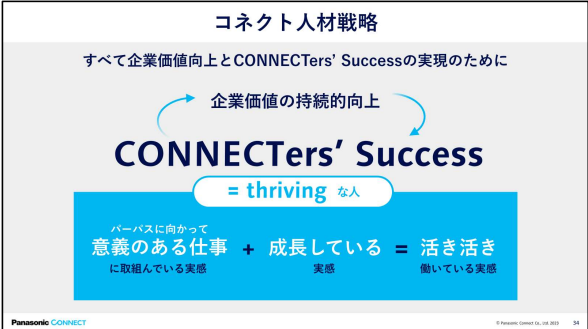 コネクト人材戦略
すべて企業価値向上とCONNECTers' Successの実現のために
企業価値の持続的向上
CONNECTers' Success
= thriving な人
パーパスに向かって
意義のある仕事 + 成長している = 活き活き
に取組んでいる実感 実感 働いている実感
Panasonic CONNECT
© Panasonic Connect Co., Ltd. 2023 54